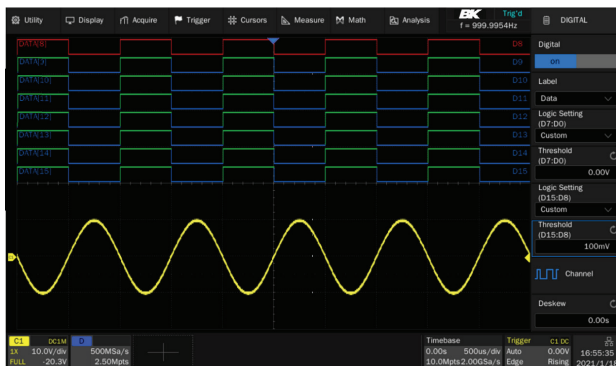 Utility Display Acquire Trigger Cursors Measure Math Analysis BK Trig'd
f = 999.9954Hz
DIGITAL
DATA[8] D8
DATA[9] D9
DATA[10] D10
DATA[11] D11
DATA[12] D12
DATA[13] D13
DATA[14] D14
DATA[15] D15
Digital
on
Label
Data
Logic Setting
(D7:D0)
Custom
Threshold
(D7:D0)
0.00V
Logic Setting
(D15:D8)
Custom
Threshold
(D15:D8)
100mV
Channel
Deskew
0.00s
C1 DC1M D
1X 10.0V/div 500MSa/s
FULL -20.3V 2.50Mpts
Timebase Trigger C1 DC
0.00s 500us/div Auto 0.00V
10.0Mpts 2.00GSa/s Edge Rising
16:55:35
2021/1/18